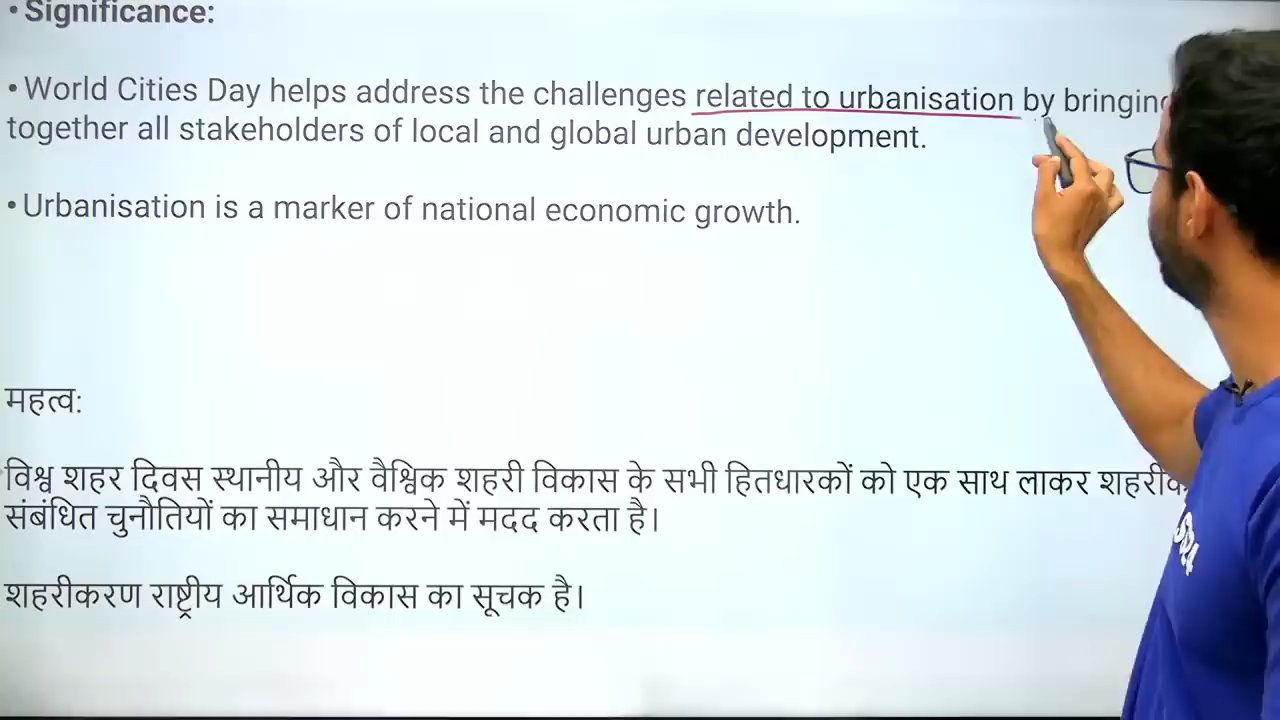 • Significance:
• World Cities Day helps address the challenges related to urbanisation by bringing
together all stakeholders of local and global urban development.
• Urbanisation is a marker of national economic growth.
महत्व:
विश्व शहर दिवस स्थानीय और वैश्विक शहरी विकास के सभी हितधारकों को एक साथ लाकर
संबंधित चुनौतियों का समाधान करने में मदद करता है।
शहरीकरण राष्ट्रीय आर्थिक विकास का सूचक है।